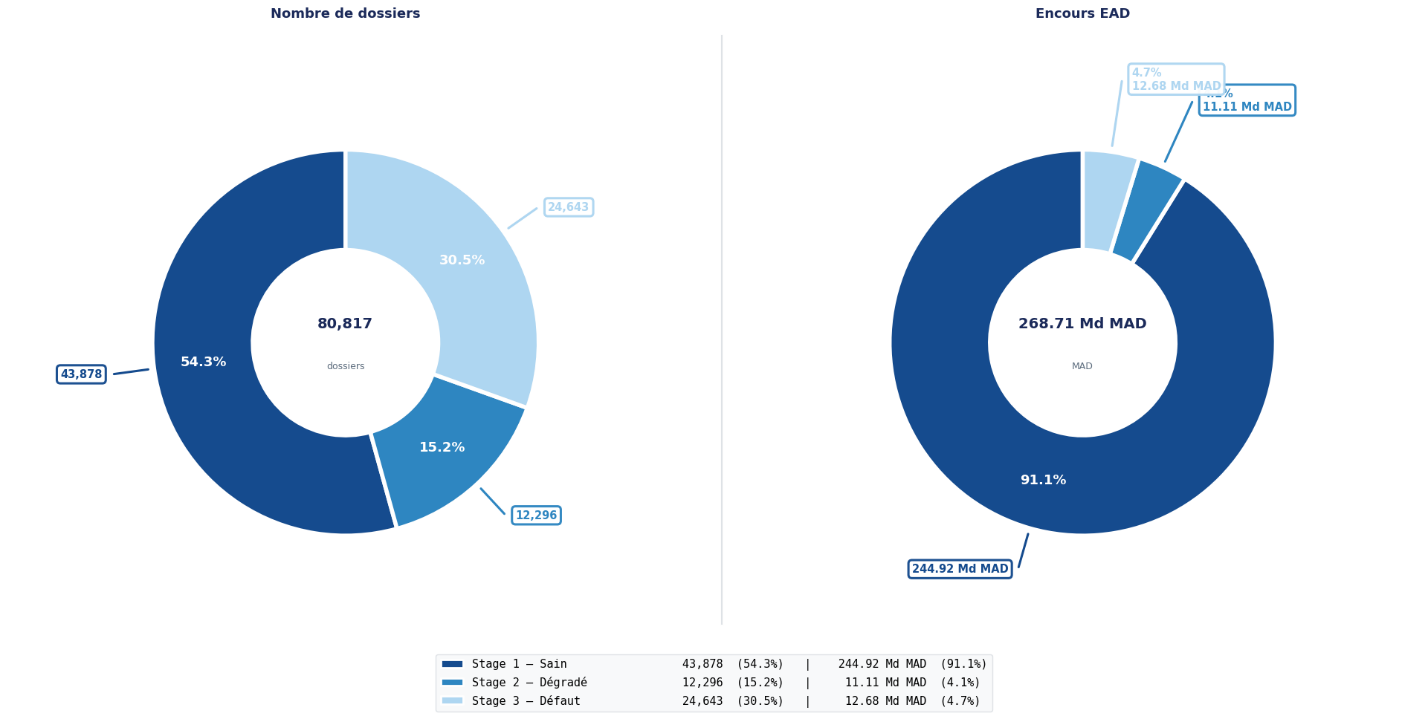 Nombre de dossiers
Encours EAD
4.7%
12.68 Md MAD
11.11 Md MAD
24,643
30.5%
80,817
dossiers
54.3%
43,878
15.2%
12,296
268.71 Md MAD
MAD
91.1%
244.92 Md MAD
Stage 1 — Sain 43,878 (54.3%) | 244.92 Md MAD (91.1%)
Stage 2 — Dégradé 12,296 (15.2%) | 11.11 Md MAD (4.1%)
Stage 3 — Défaut 24,643 (30.5%) | 12.68 Md MAD (4.7%)